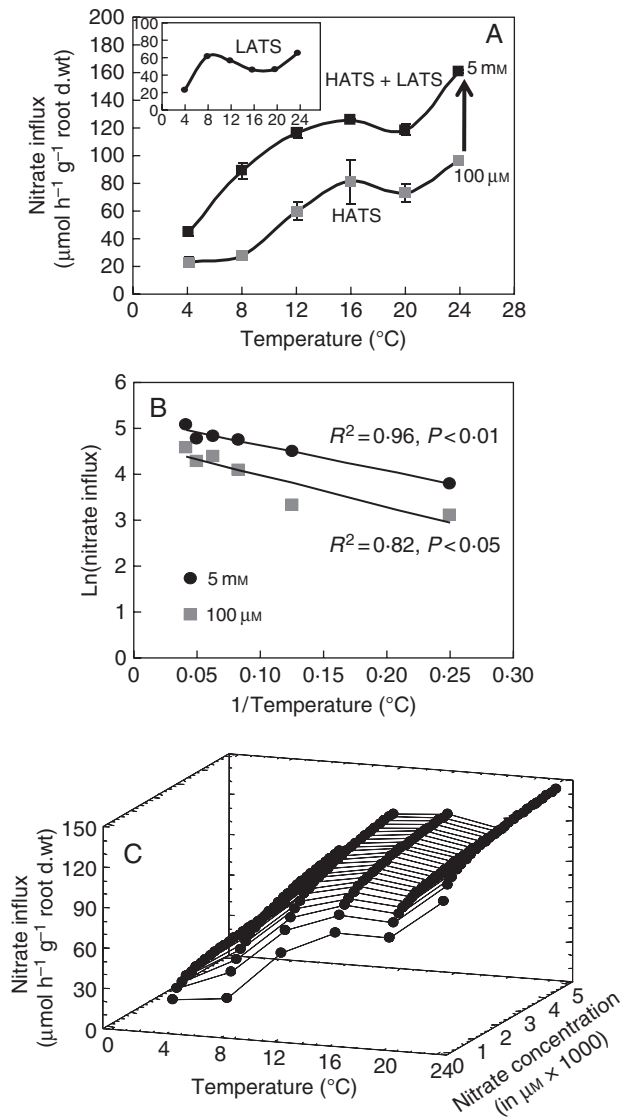 A
Nitrate influx
(μmol h⁻¹ g⁻¹ root d.wt)
200
180
160
140
120
100
80
60
40
20
0
100
80
60
40
20
0
LATS
0 4 8 12 16 20 24
HATS + LATS
5 mM
100 μM
HATS
0 4 8 12 16 20 24 28
Temperature (°C)
B
Ln(nitrate influx)
6
5
4
3
2
1
0
R² = 0·96, P < 0·01
R² = 0·82, P < 0·05
5 mM
100 μM
0 0·05 0·10 0·15 0·20 0·25 0·30
1/Temperature (°C)
C
Nitrate influx
(μmol h⁻¹ g⁻¹ root d.wt)
150
120
90
60
30
0
0 4 8 12 16 20 24
Temperature (°C)
0 1 2 3 4 5
Nitrate concentration
(in μM × 1000)